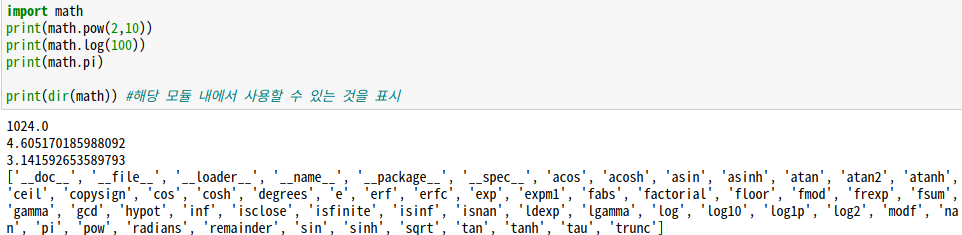 import math
print(math.pow(2,10))
print(math.log(100))
print(math.pi)
print(dir(math)) #해당 모듈 내에서 사용할 수 있는 것을 표시
1024.0
4.605170185988092
3.141592653589793
['__doc__', '__file__', '__loader__', '__name__', '__package__', '__spec__', 'acos', 'acosh', 'asin', 'asinh', 'atan', 'atan2', 'atanh',
'ceil', 'copysign', 'cos', 'cosh', 'degrees', 'e', 'erf', 'erfc', 'exp', 'expm1', 'fabs', 'factorial', 'floor', 'fmod', 'frexp', 'fsum',
'gamma', 'gcd', 'hypot', 'inf', 'isclose', 'isfinite', 'isinf', 'isnan', 'ldexp', 'lgamma', 'log', 'log10', 'log1p', 'log2', 'modf', 'na
n', 'pi', 'pow', 'radians', 'remainder', 'sin', 'sinh', 'sqrt', 'tan', 'tanh', 'tau', 'trunc']